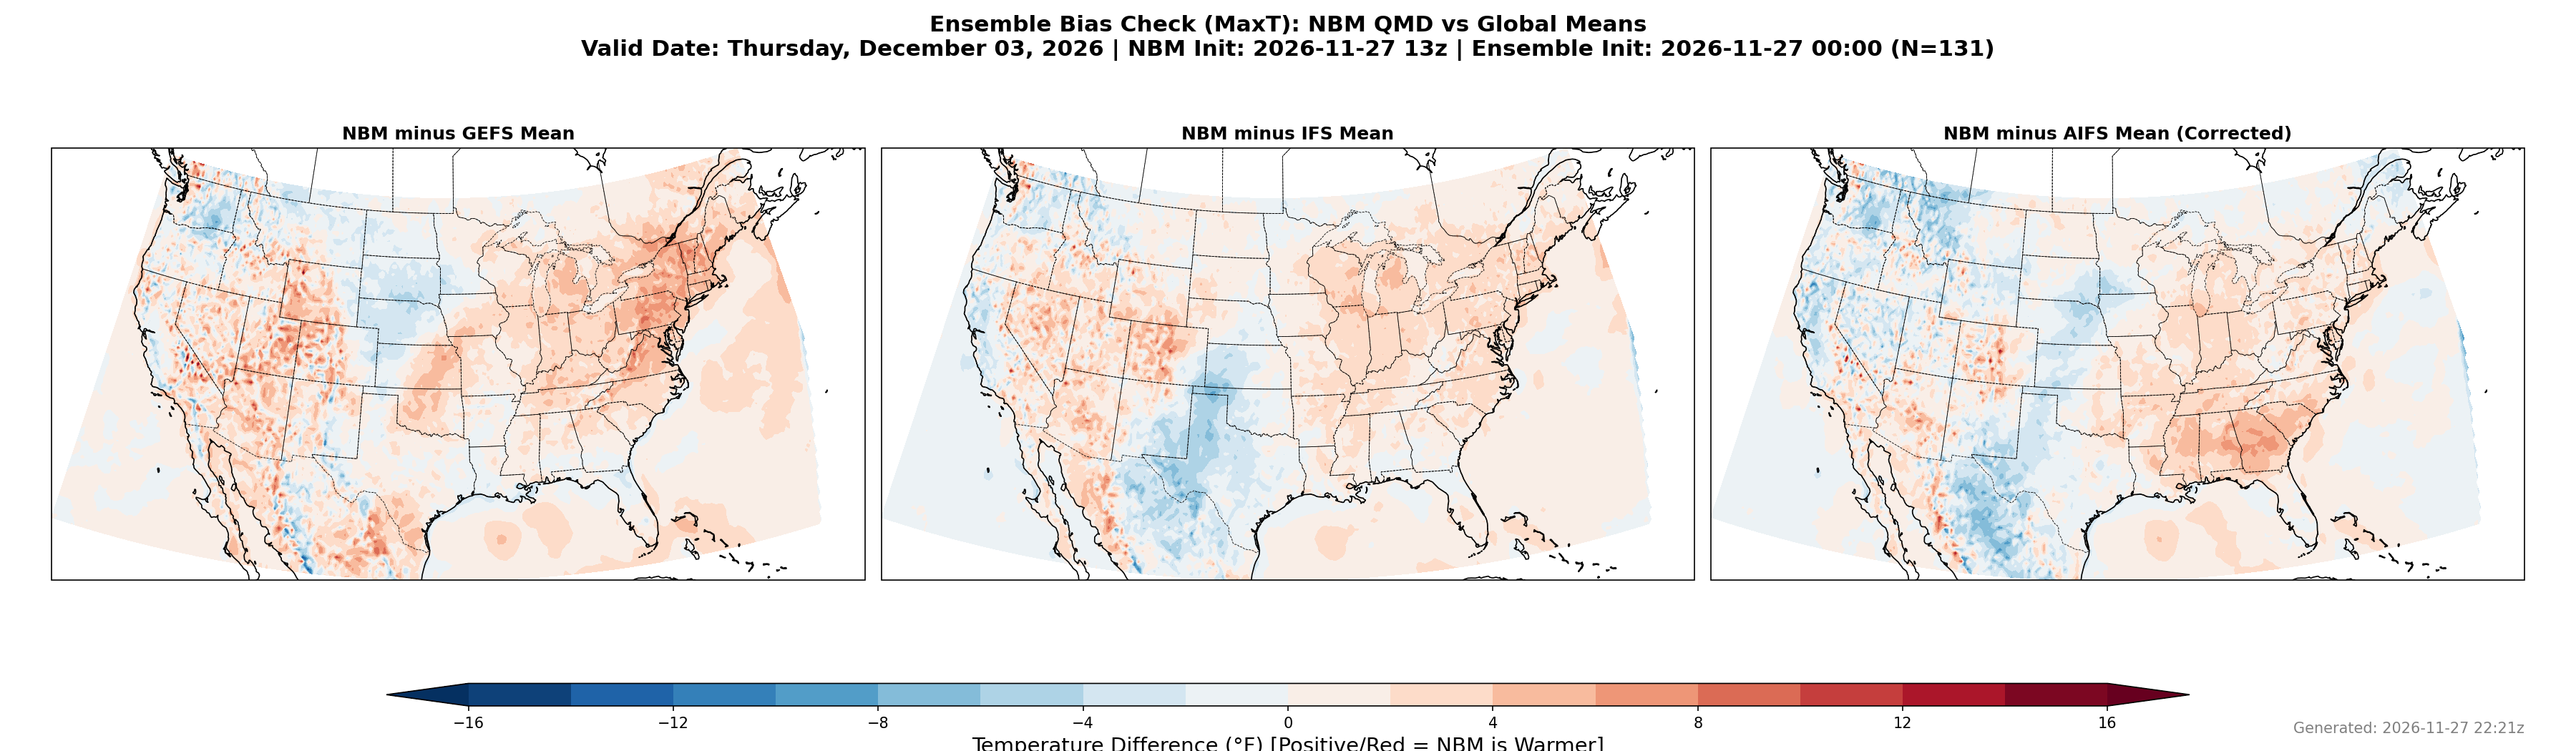 Ensemble Bias Check (MaxT): NBM QMD vs Global Means
Valid Date: Thursday, December 03, 2026 | NBM Init: 2026-11-27 13z | Ensemble Init: 2026-11-27 00:00 (N=131)
NBM minus GEFS Mean
NBM minus IFS Mean
NBM minus AIFS Mean (Corrected)
−16
−12
−8
−4
0
4
8
12
16
Temperature Difference (°F) [Positive/Red = NBM is Warmer]
Generated: 2026-11-27 22:21z